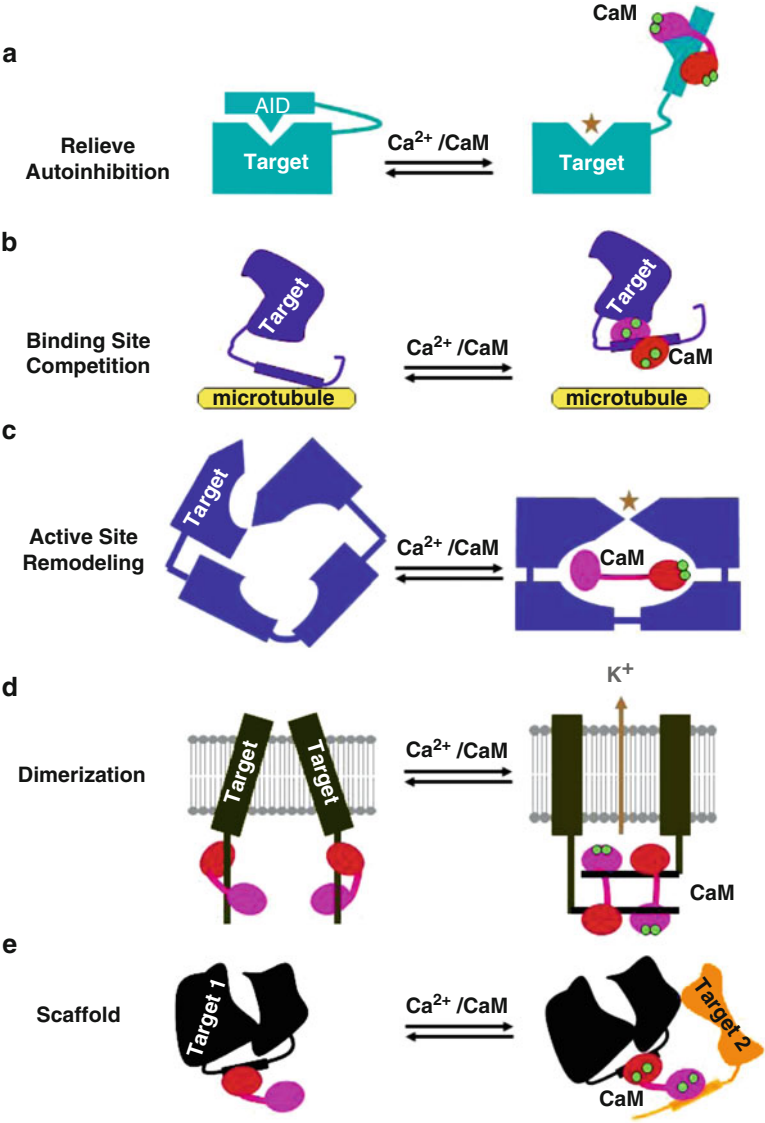 CaM
a
AID
Relieve
Autoinhibition
Target
Ca²⁺ /CaM
Target
b
Target
Target
Binding Site
Competition
Ca²⁺ /CaM
CaM
microtubule
microtubule
c
Target
Active Site
Remodeling
Ca²⁺ /CaM
CaM
d
K⁺
Dimerization
Target
Target
Ca²⁺ /CaM
CaM
e
Scaffold
Target 1
Ca²⁺ /CaM
Target 2
CaM